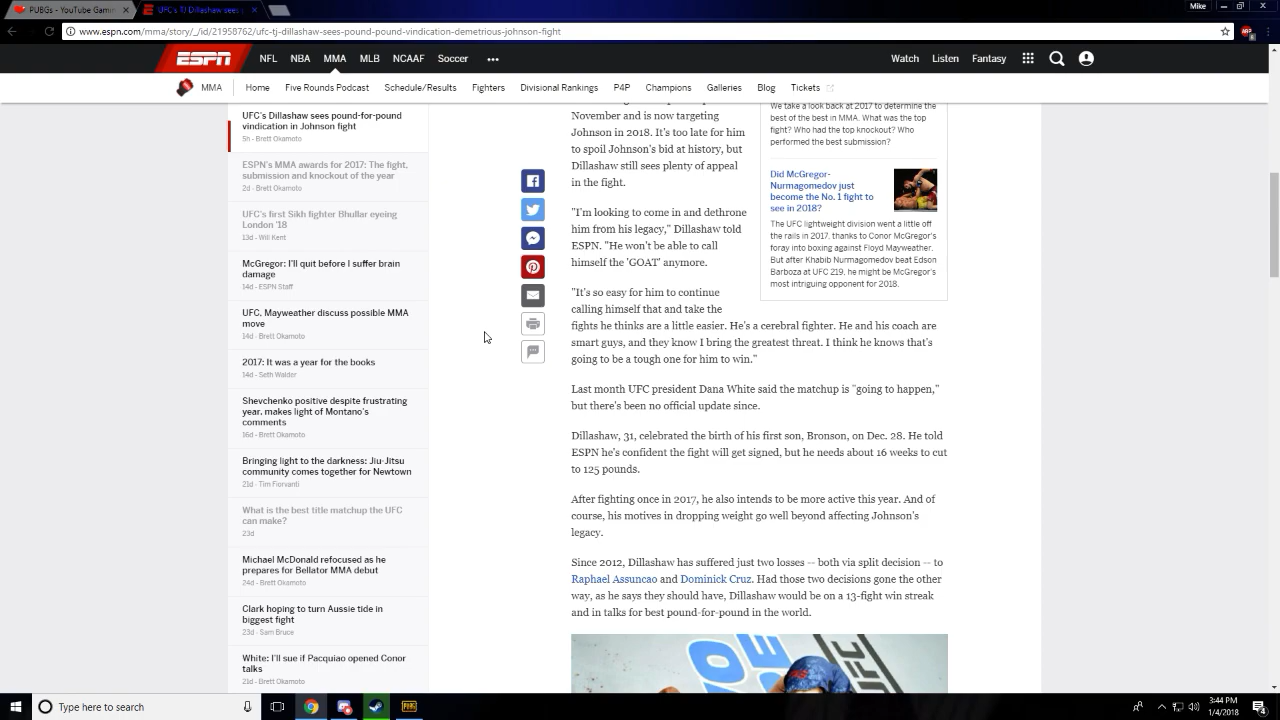 PUBGs - YouTube Gami
UFC's TJ Dillashaw sees p
Mike
www.espn.com/mma/story/_/id/21958762/ufc-tj-dillashaw-sees-pound-pound-vindication-demetrious-johnson-fight
ESPN
NFL NBA MMA MLB NCAAF Soccer
Watch Listen Fantasy
MMA Home Five Rounds Podcast Schedule/Results Fighters Divisional Rankings P4P Champions Galleries Blog Tickets
UFC's Dillashaw sees pound-for-pound
vindication in Johnson fight
5h - Brett Okamoto
ESPN's MMA awards for 2017: The fight,
submission and knockout of the year
2d - Brett Okamoto
UFC's first Sikh fighter Bhullar eyeing
London '18
13d - Will Kent
McGregor: I'll quit before I suffer brain
damage
14d - ESPN Staff
UFC, Mayweather discuss possible MMA
move
14d - Brett Okamoto
2017: It was a year for the books
14d - Seth Walder
Shevchenko positive despite frustrating
year, makes light of Montano's
comments
16d - Brett Okamoto
Bringing light to the darkness: Jiu-Jitsu
community comes together for Newtown
21d - Tim Fiorvanti
What is the best title matchup the UFC
can make?
23d
Michael McDonald refocused as he
prepares for Bellator MMA debut
24d - Brett Okamoto
Clark hoping to turn Aussie tide in
biggest fight
23d - Sam Bruce
White: I'll sue if Pacquiao opened Conor
talks
21d - Brett Okamoto
November and is now targeting
Johnson in 2018. It's too late for him
to spoil Johnson's bid at history, but
Dillashaw still sees plenty of appeal
in the fight.
"I'm looking to come in and dethrone
him from his legacy," Dillashaw told
ESPN. "He won't be able to call
himself the 'GOAT' anymore.
"It's so easy for him to continue
calling himself that and take the
fights he thinks are a little easier. He's a cerebral fighter. He and his coach are
smart guys, and they know I bring the greatest threat. I think he knows that's
going to be a tough one for him to win."
Last month UFC president Dana White said the matchup is "going to happen,"
but there's been no official update since.
Dillashaw, 31, celebrated the birth of his first son, Bronson, on Dec. 28. He told
ESPN he's confident the fight will get signed, but he needs about 16 weeks to cut
to 125 pounds.
After fighting once in 2017, he also intends to be more active this year. And of
course, his motives in dropping weight go well beyond affecting Johnson's
legacy.
Since 2012, Dillashaw has suffered just two losses -- both via split decision -- to
Raphael Assuncao and Dominick Cruz. Had those two decisions gone the other
way, as he says they should have, Dillashaw would be on a 13-fight win streak
and in talks for best pound-for-pound in the world.
We take a look back at 2017 to determine the
best of the best in MMA. What was the top
fight? Who had the top knockout? Who
performed the best submission?
Did McGregor-
Nurmagomedov just
become the No. 1 fight to
see in 2018?
The UFC lightweight division went a little off
the rails in 2017, thanks to Conor McGregor's
foray into boxing against Floyd Mayweather.
But after Khabib Nurmagomedov beat Edson
Barboza at UFC 219, he might be McGregor's
most intriguing opponent for 2018.
Type here to search
3:44 PM
1/4/2018